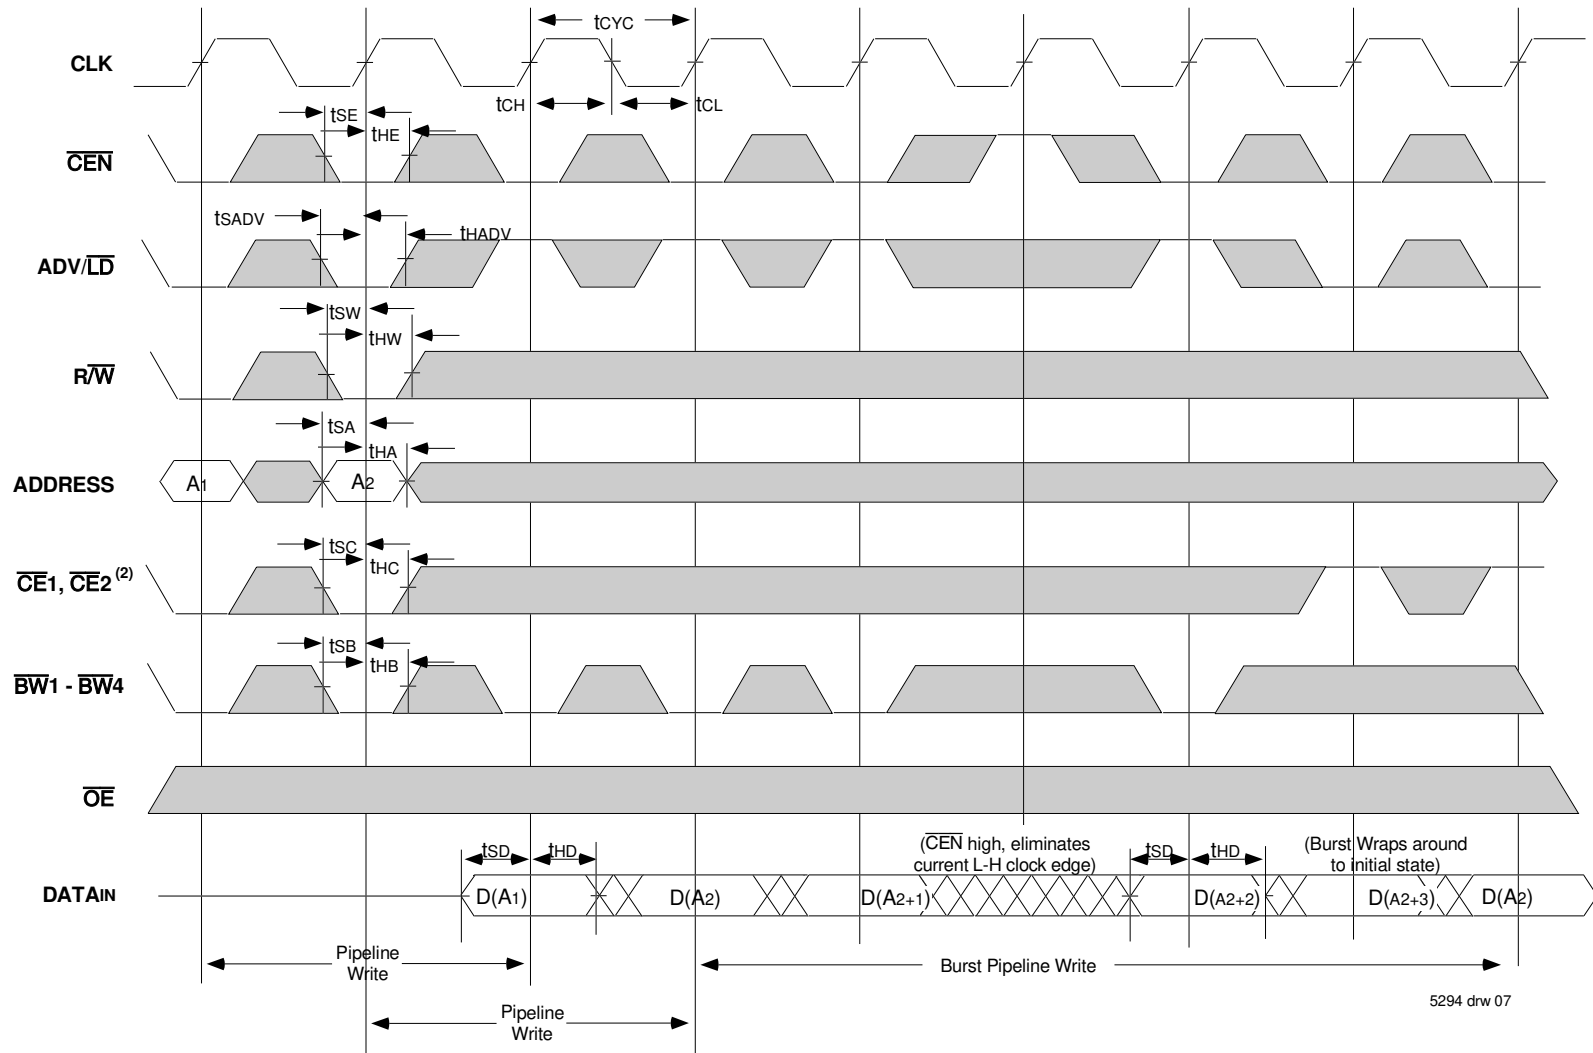 tCYC
CLK
tCH
tCL
tSE
tHE
CEN
tSADV
tHADV
ADV/LD
tSW
tHW
R/W
tSA
tHA
ADDRESS
A1
A2
tSC
tHC
CE1, CE2 (2)
tSB
tHB
BW1 - BW4
OE
(CEN high, eliminates
current L-H clock edge)
(Burst Wraps around
to initial state)
tSD
tHD
tSD
tHD
DATAIN
D(A1)
D(A2)
D(A2+1)
D(A2+2)
D(A2+3)
D(A2)
Pipeline
Write
Burst Pipeline Write
Pipeline
Write
5294 drw 07